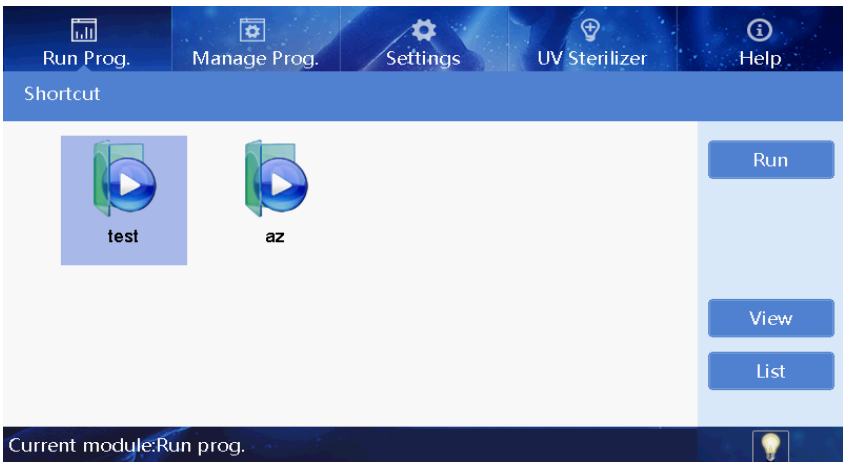 Run Prog. Manage Prog. Settings UV Sterilizer Help
Shortcut
test az
Run
View
List
Current module:Run prog.